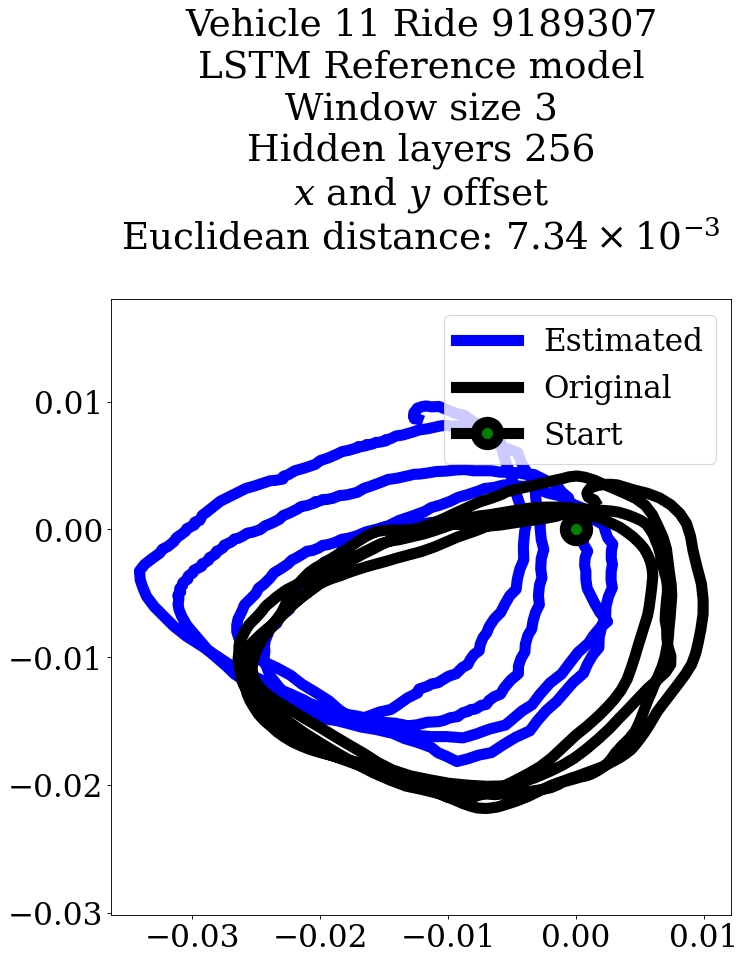 Vehicle 11 Ride 9189307
LSTM Reference model
Window size 3
Hidden layers 256
x and y offset
Euclidean distance: 7.34 × 10⁻³
Estimated
Original
Start
0.01
0.00
−0.01
−0.02
−0.03
−0.03 −0.02 −0.01 0.00 0.01